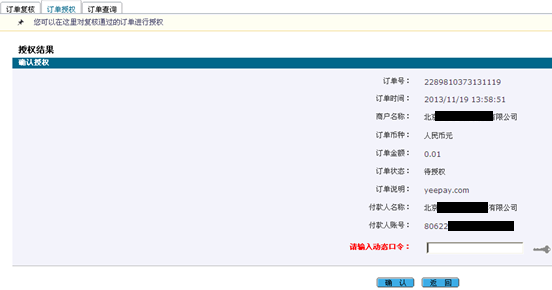 订单复核 订单授权 订单查询
您可以在这里对复核通过的订单进行授权
授权结果
确认授权
订单号： 2289810373131119
订单时间： 2013/11/19 13:58:51
商户名称： 北京 有限公司
订单币种： 人民币元
订单金额： 0.01
订单状态： 待授权
订单说明： yeepay.com
付款人名称： 北京 有限公司
付款人账号： 80622
请输入动态口令：
确 认 返 回